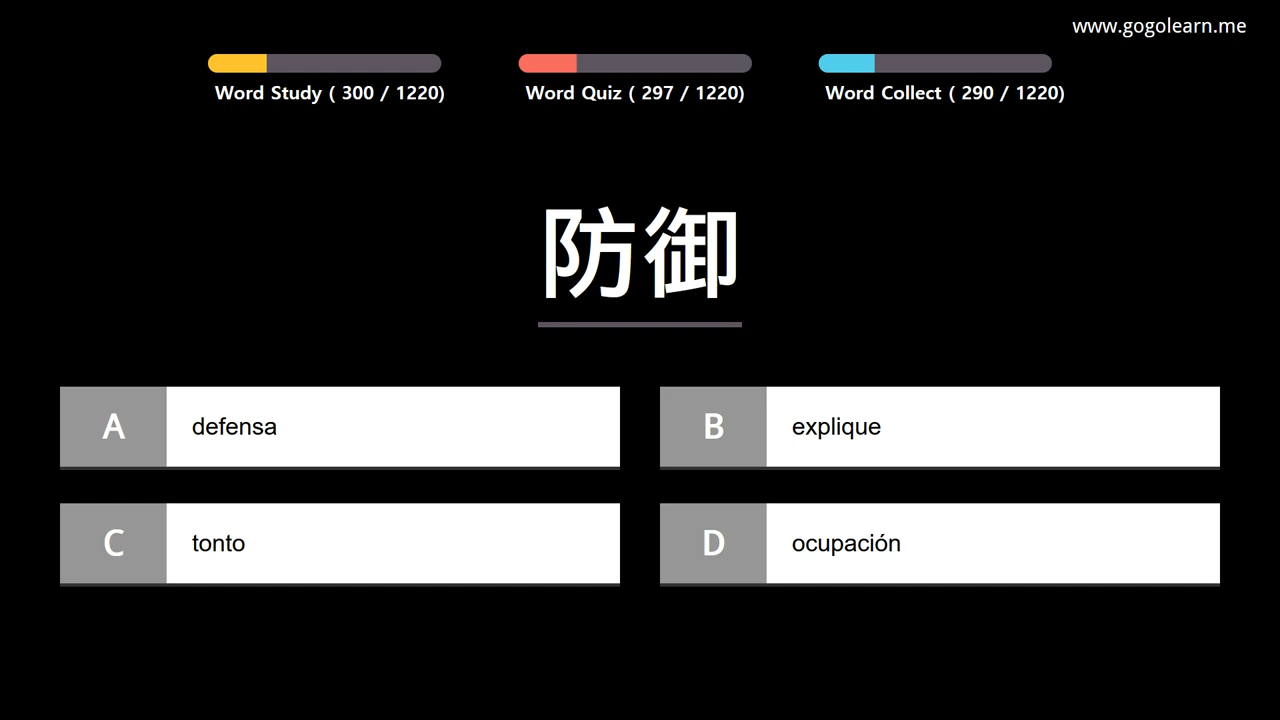 www.gogolearn.me
Word Study ( 300 / 1220)
Word Quiz ( 297 / 1220)
Word Collect ( 290 / 1220)
防御
A defensa
B explique
C tonto
D ocupación